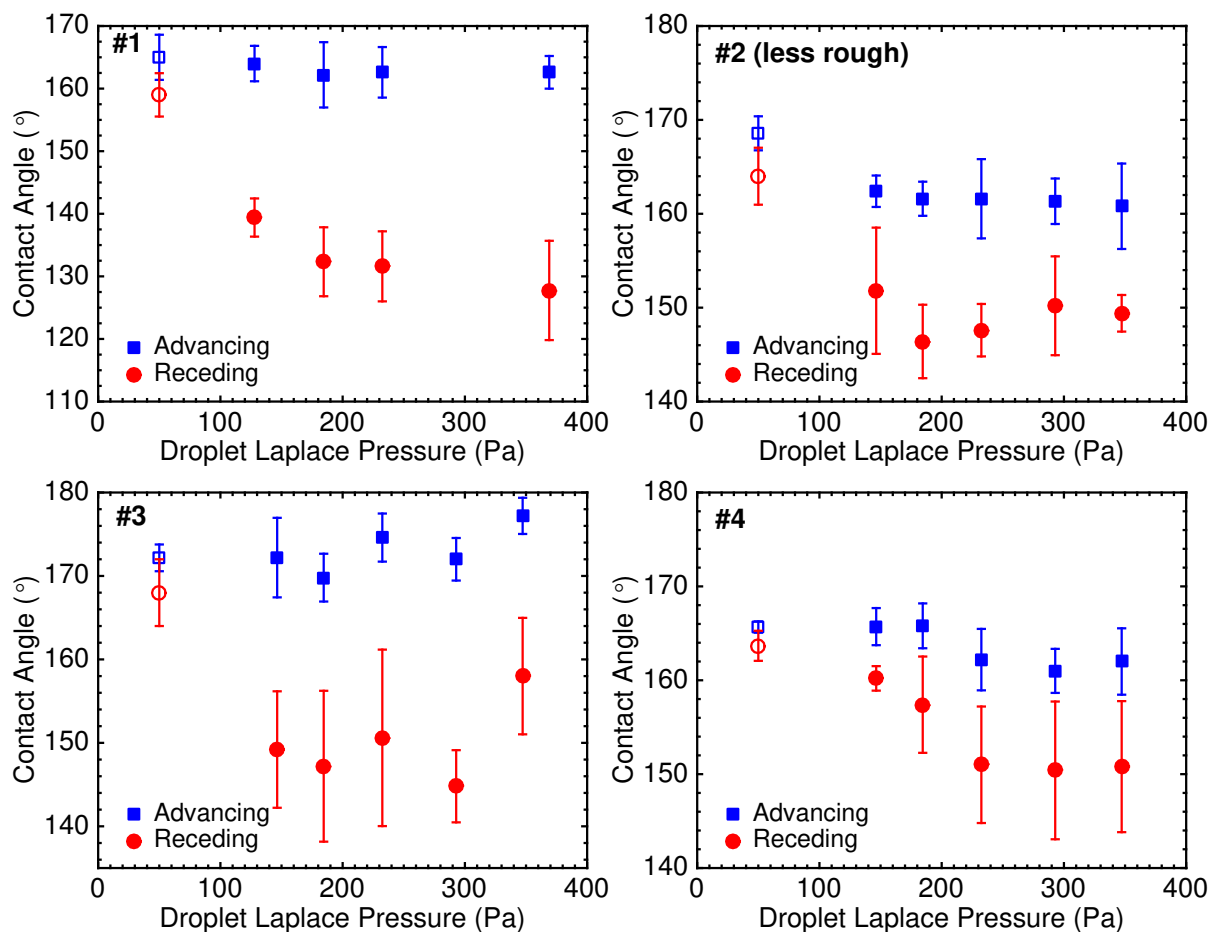 #1
170
160
150
140
130
120
110
Contact Angle (°)
Advancing
Receding
0 100 200 300 400
Droplet Laplace Pressure (Pa)
#2 (less rough)
180
170
160
150
140
Contact Angle (°)
Advancing
Receding
0 100 200 300 400
Droplet Laplace Pressure (Pa)
#3
180
170
160
150
140
Contact Angle (°)
Advancing
Receding
0 100 200 300 400
Droplet Laplace Pressure (Pa)
#4
180
170
160
150
140
Contact Angle (°)
Advancing
Receding
0 100 200 300 400
Droplet Laplace Pressure (Pa)